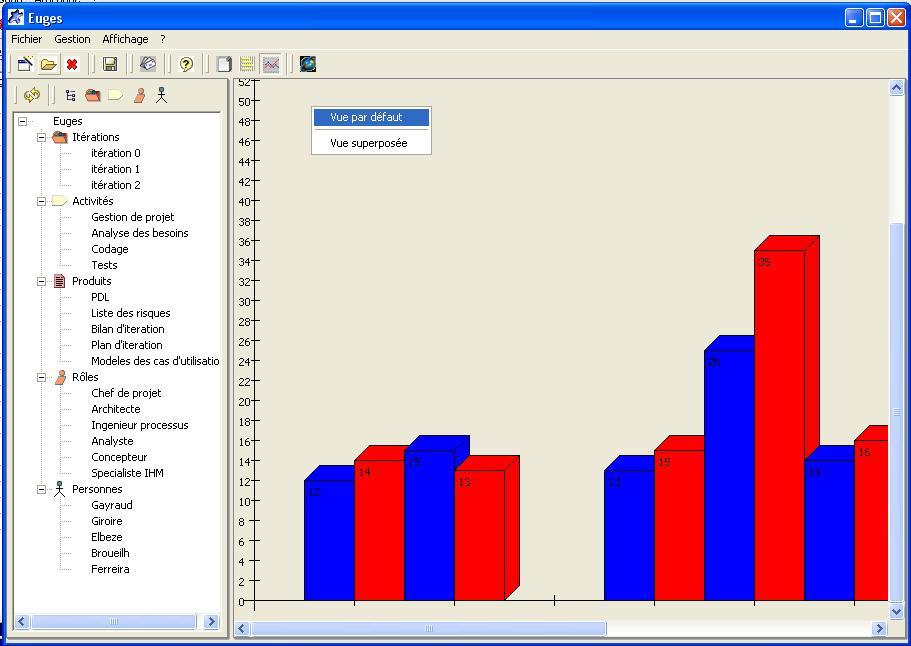 Euges
Fichier Gestion Affichage ?
Euges
Itérations
itération 0
itération 1
itération 2
Activités
Gestion de projet
Analyse des besoins
Codage
Tests
Produits
PDL
Liste des risques
Bilan d'iteration
Plan d'iteration
Modeles des cas d'utilisatio
Rôles
Chef de projet
Architecte
Ingenieur processus
Analyste
Concepteur
Specialiste IHM
Personnes
Gayraud
Giroire
Elbeze
Broueilh
Ferreira
Vue par défaut
Vue superposée
52
50
48
46
44
42
40
38
36
34
32
30
28
26
24
22
20
18
16
14
12
10
8
6
4
2
0
12
14
15
13
13
15
25
35
14
16